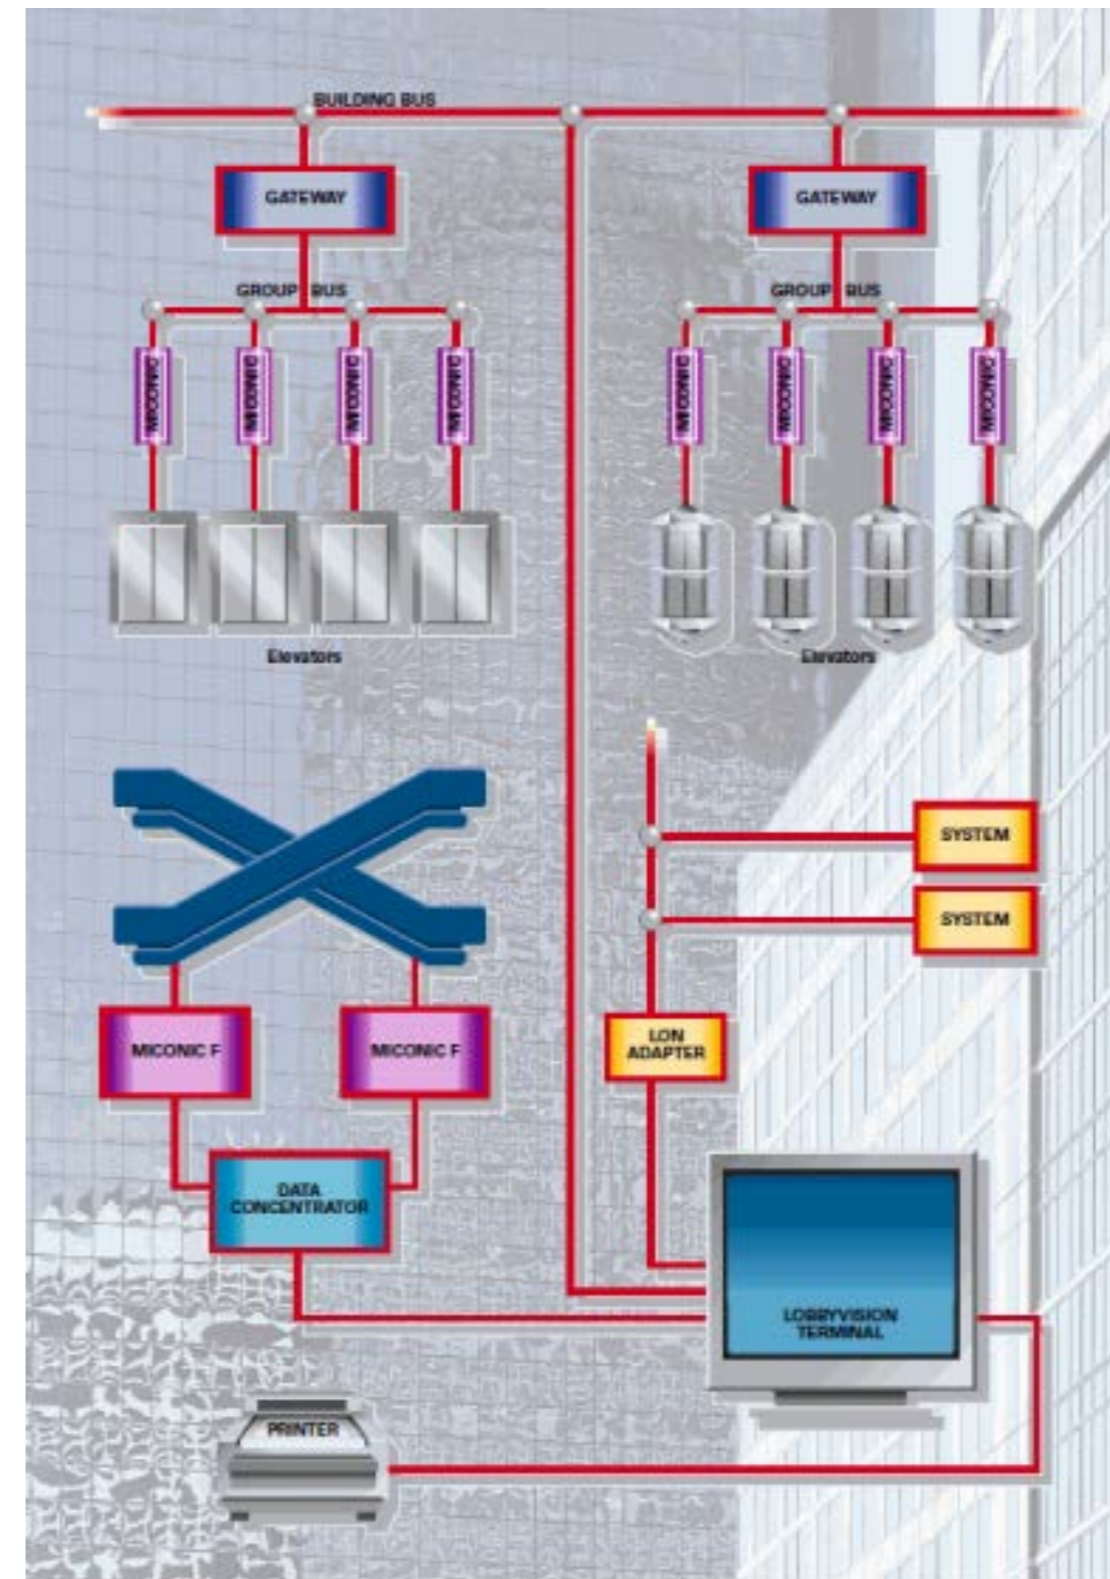 BUILDING BUS
GATEWAY
GATEWAY
GROUP BUS
GROUP BUS
MICONIC
MICONIC
MICONIC
MICONIC
MICONIC
MICONIC
MICONIC
MICONIC
Elevators
Elevators
SYSTEM
SYSTEM
MICONIC F
MICONIC F
LON
ADAPTER
DATA
CONCENTRATOR
LOBBYVISION
TERMINAL
PRINTER